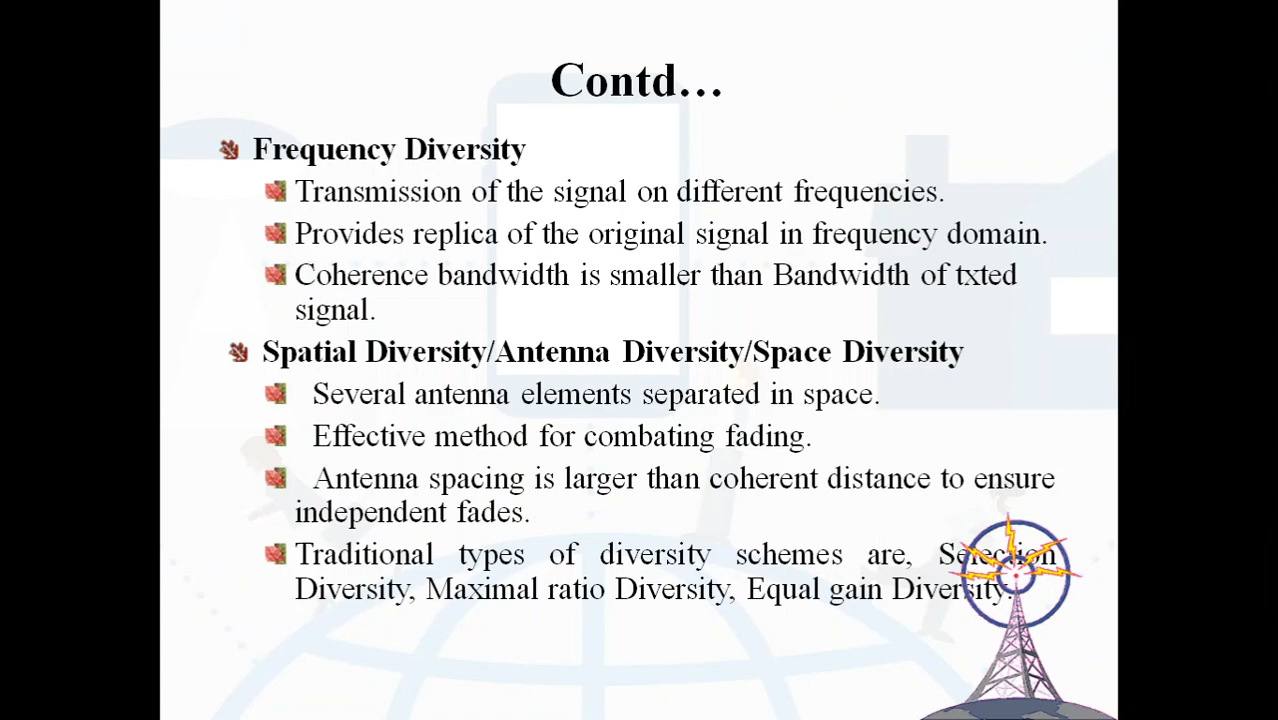 Contd…
Frequency Diversity
Transmission of the signal on different frequencies.
Provides replica of the original signal in frequency domain.
Coherence bandwidth is smaller than Bandwidth of txted
signal.
Spatial Diversity/Antenna Diversity/Space Diversity
Several antenna elements separated in space.
Effective method for combating fading.
Antenna spacing is larger than coherent distance to ensure
independent fades.
Traditional types of diversity schemes are, Selection
Diversity, Maximal ratio Diversity, Equal gain Diversity.